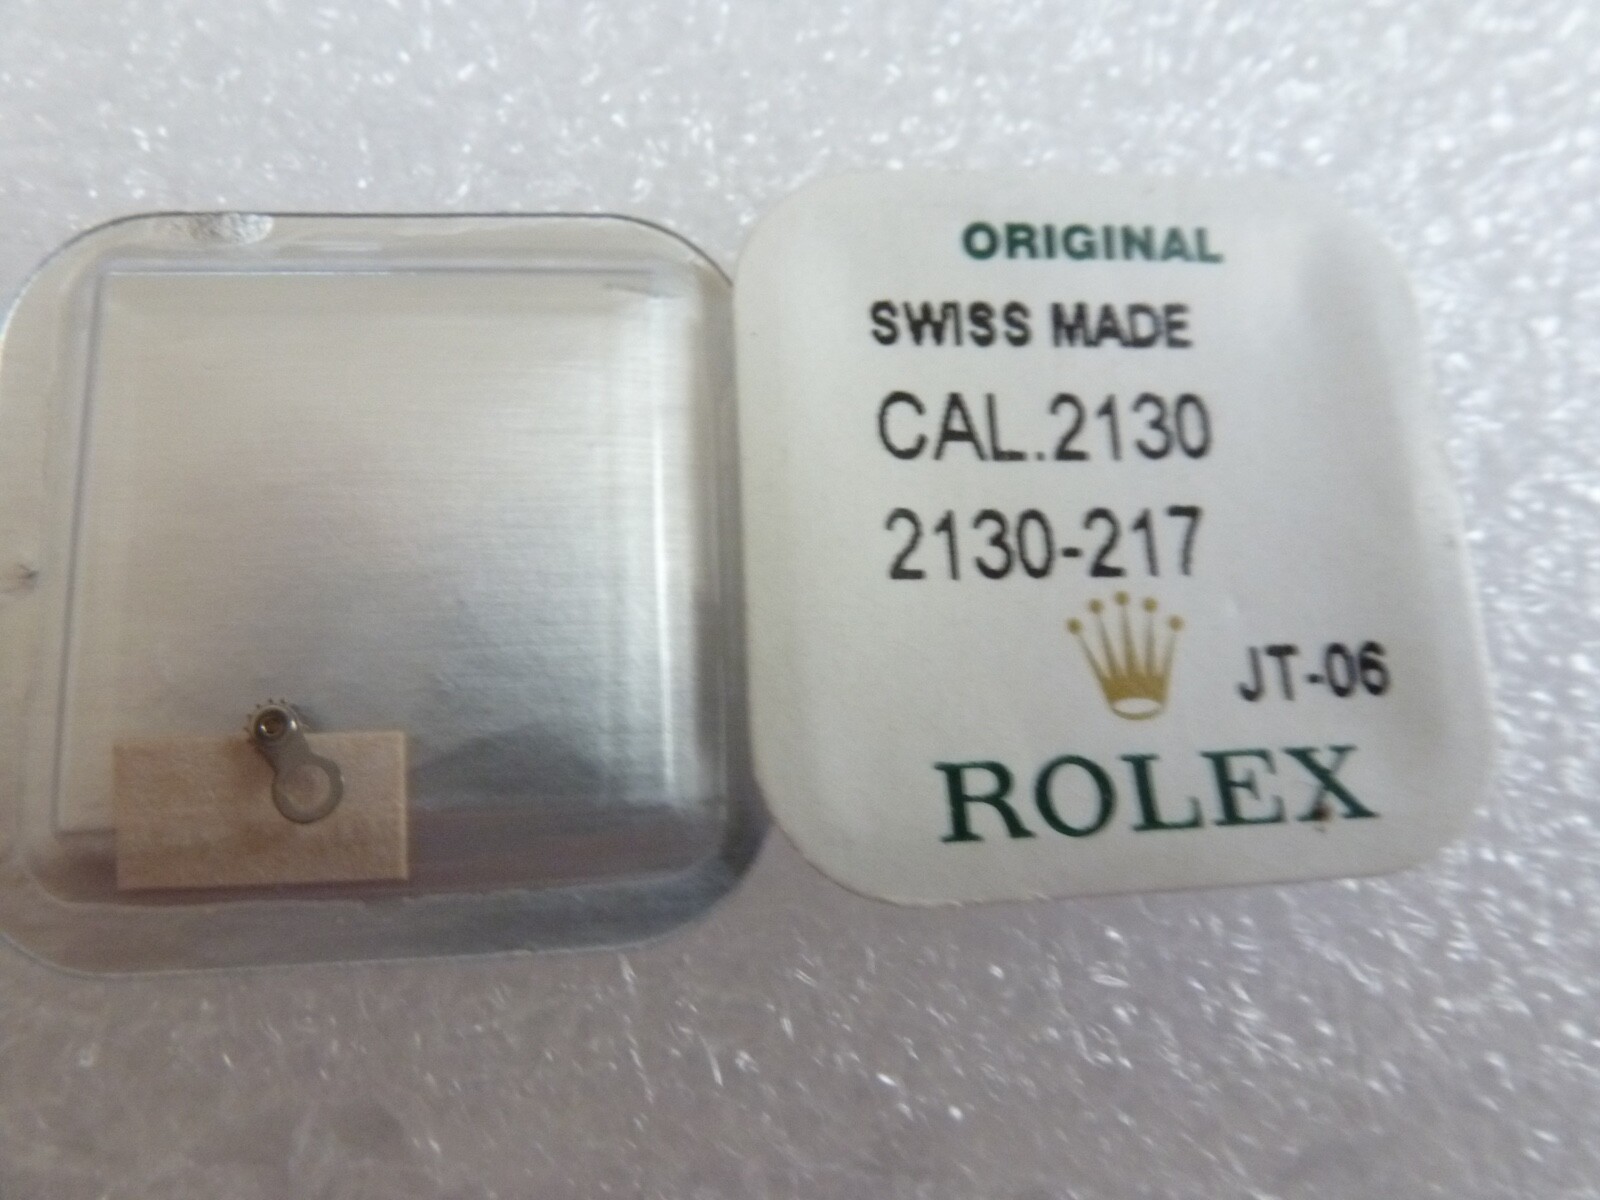 ORIGINAL
SWISS MADE
CAL.2130
2130-217
JT-06
ROLEX